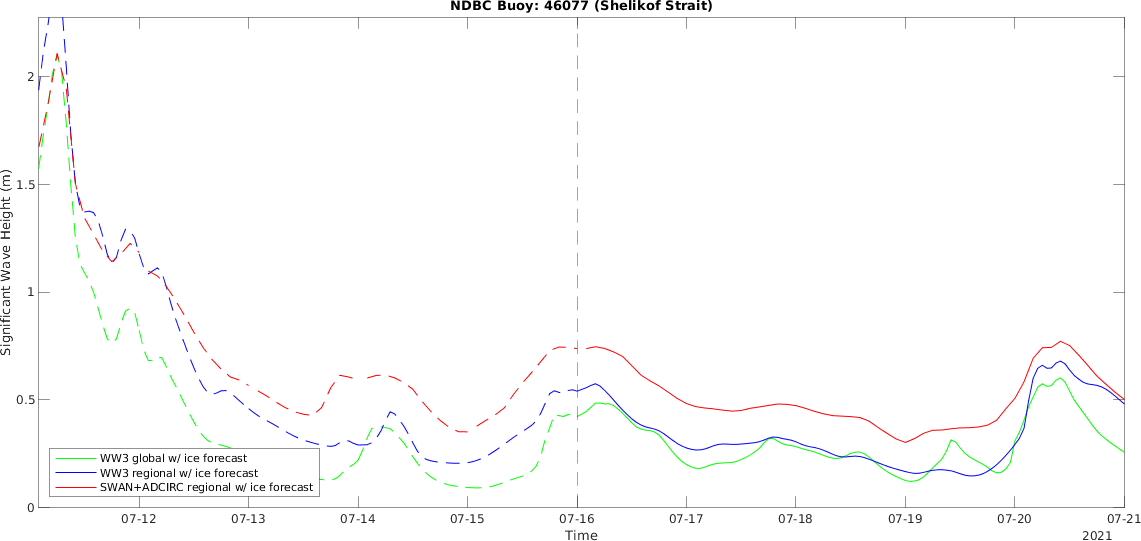 NDBC Buoy: 46077 (Shelikof Strait)
Significant Wave Height (m)
2
1.5
1
0.5
0
WW3 global w/ ice forecast
WW3 regional w/ ice forecast
SWAN+ADCIRC regional w/ ice forecast
07-12 07-13 07-14 07-15 07-16 07-17 07-18 07-19 07-20 07-21
Time
2021